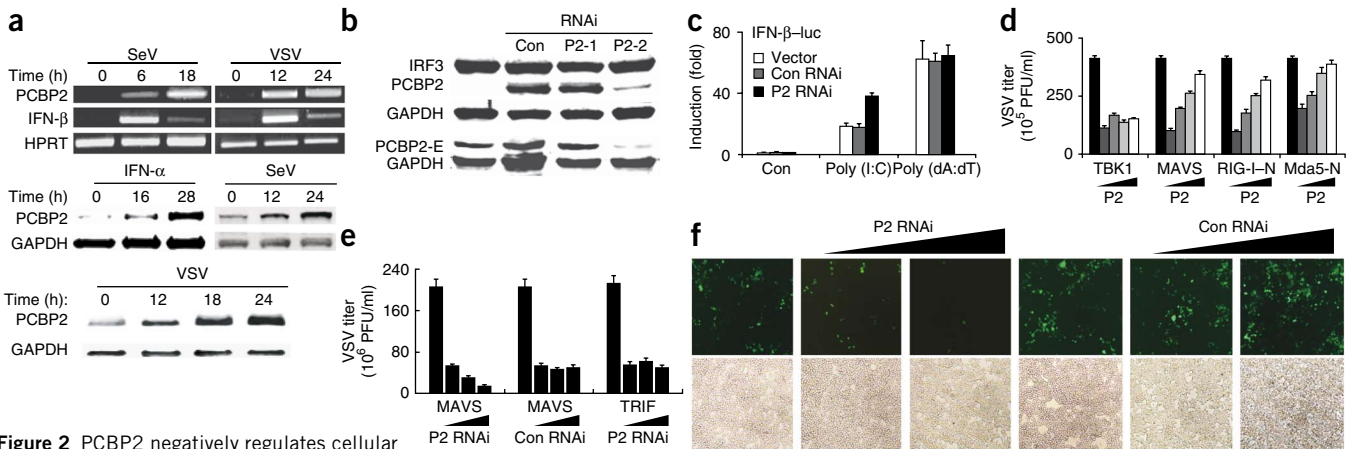 a
SeV
VSV
Time (h) 0 6 18 0 12 24
PCBP2
IFN-β
HPRT
IFN-α
SeV
Time (h) 0 16 28 0 12 24
PCBP2
GAPDH
VSV
Time (h): 0 12 18 24
PCBP2
GAPDH
b
RNAi
Con P2-1 P2-2
IRF3
PCBP2
GAPDH
PCBP2-E
GAPDH
c
IFN-β–luc
Vector
Con RNAi
P2 RNAi
Induction (fold)
80
40
0
Con Poly (I:C) Poly (dA:dT)
d
VSV titer
(10⁵ PFU/ml)
500
250
0
TBK1 MAVS RIG-I–N Mda5-N
P2 P2 P2 P2
e
VSV titer
(10⁶ PFU/ml)
240
160
80
0
MAVS MAVS TRIF
P2 RNAi Con RNAi P2 RNAi
f
P2 RNAi
Con RNAi
Figure 2 PCBP2 negatively regulates cellular